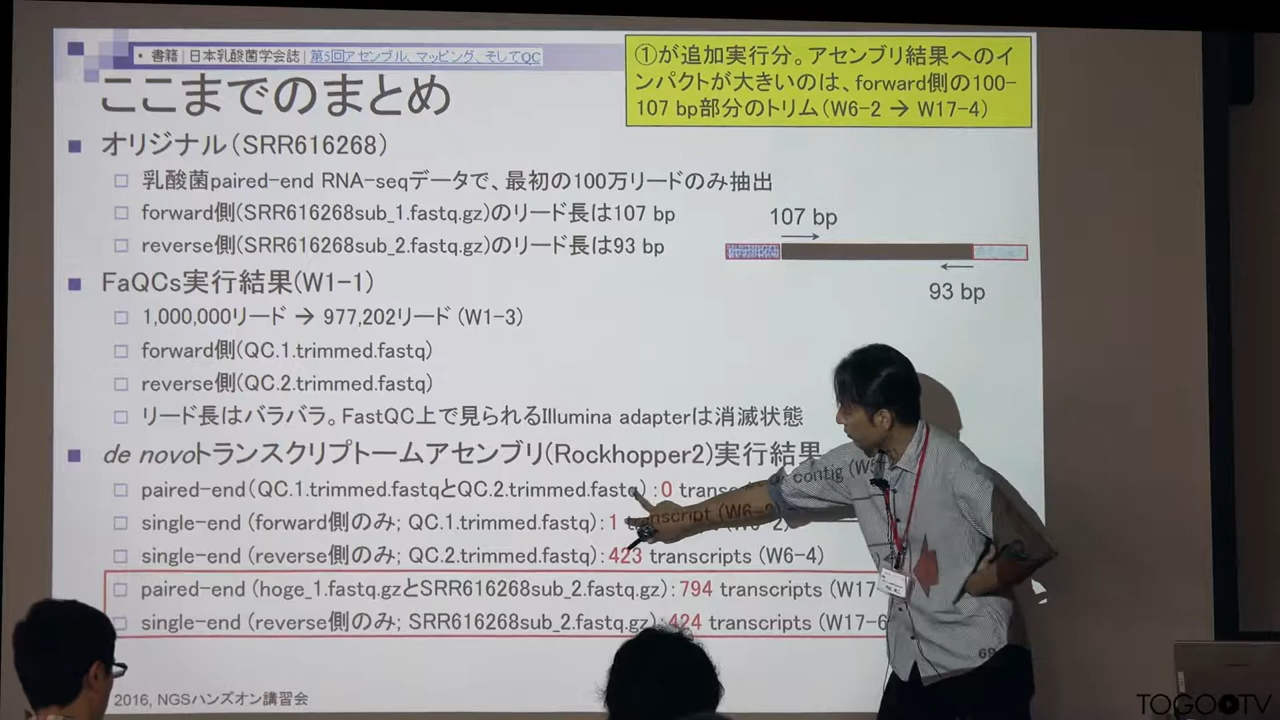 • 書籍 | 日本乳酸菌学会誌 | 第5回アセンブル、マッピング、そしてQC
①が追加実行分。アセンブリ結果へのイ
ンパクトが大きいのは、forward側の100-
107 bp部分のトリム(W6-2 → W17-4)
ここまでのまとめ
オリジナル(SRR616268)
乳酸菌paired-end RNA-seqデータで、最初の100万リードのみ抽出
forward側(SRR616268sub_1.fastq.gz)のリード長は107 bp
reverse側(SRR616268sub_2.fastq.gz)のリード長は93 bp
107 bp
93 bp
FaQCs実行結果(W1-1)
1,000,000リード → 977,202リード (W1-3)
forward側(QC.1.trimmed.fastq)
reverse側(QC.2.trimmed.fastq)
リード長はバラバラ。FastQC上で見られるIllumina adapterは消滅状態
de novoトランスクリプトームアセンブリ(Rockhopper2)実行結果
paired-end(QC.1.trimmed.fastqとQC.2.trimmed.fastq):0 contig
single-end (forward側のみ; QC.1.trimmed.fastq):1 transcript (W6-2)
single-end (reverse側のみ; QC.2.trimmed.fastq):423 transcripts (W6-4)
paired-end (hoge_1.fastq.gzとSRR616268sub_2.fastq.gz):794 transcripts (W17
single-end (reverse側のみ; SRR616268sub_2.fastq.gz):424 transcripts (W17-6
69
2016, NGSハンズオン講習会
TOGOTV